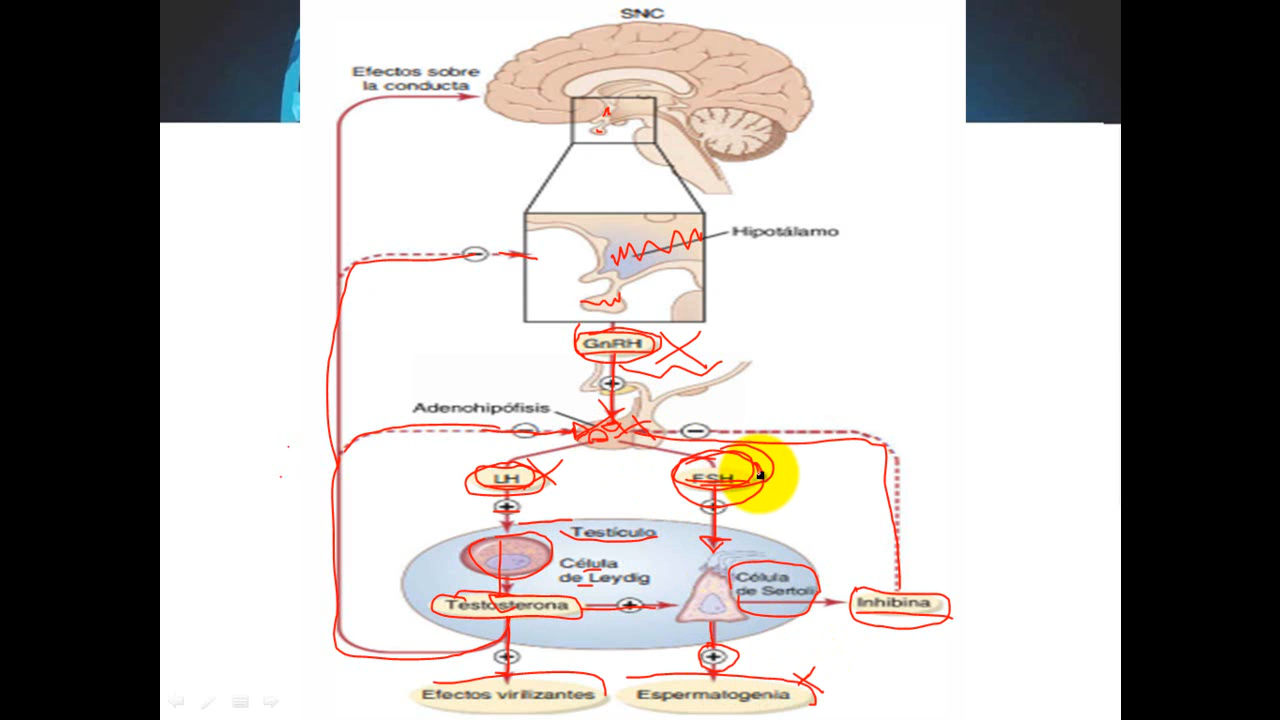 SNC
Efectos sobre
la conducta
Hipotálamo
GnRH
Adenohipófisis
LH
FSH
Testículo
Célula
de Leydig
Célula
de Sertoli
Testosterona
Inhibina
Efectos virilizantes
Espermatogenia